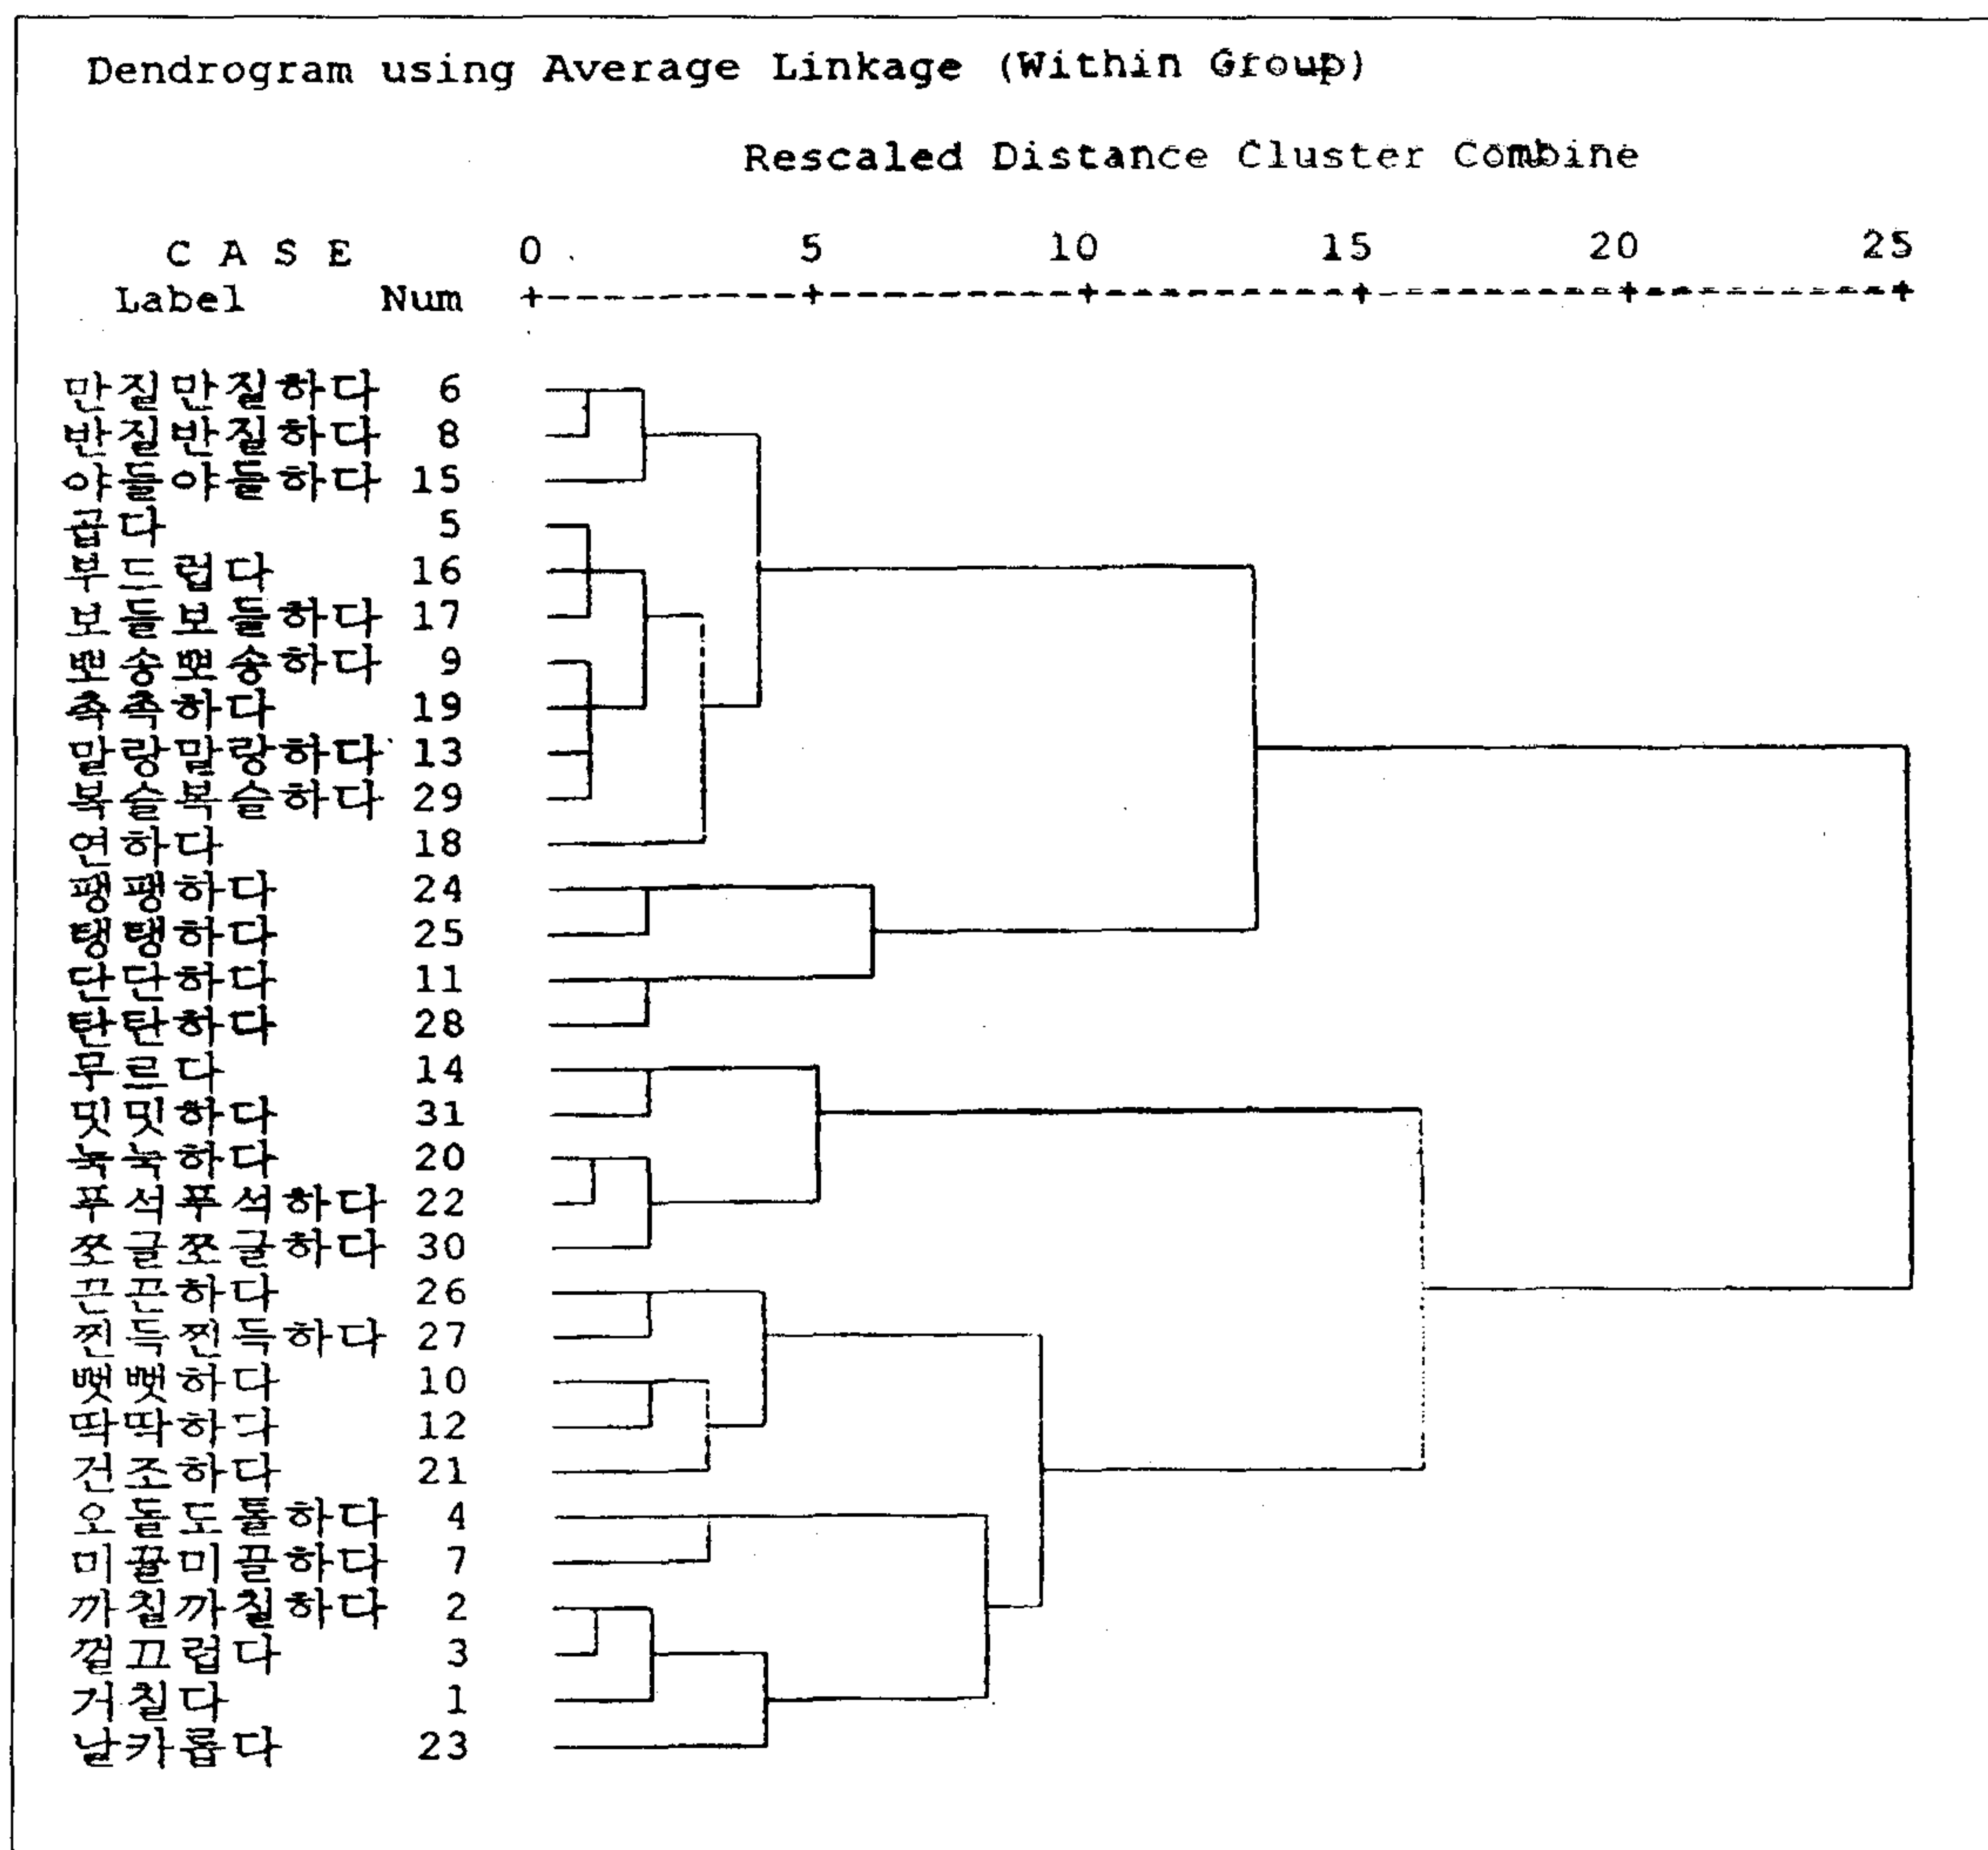 Dendrogram using Average Linkage (Within Group)
Rescaled Distance Cluster Combine
C A S E 0 5 10 15 20 25
Label Num +---------+---------+---------+---------+---------+
만질만질하다 6
반질반질하다 8
야들야들하다 15
곱다 5
부드럽다 16
보들보들하다 17
뽀송뽀송하다 9
촉촉하다 19
말랑말랑하다 13
복슬복슬하다 29
연하다 18
팽팽하다 24
탱탱하다 25
단단하다 11
탄탄하다 28
무르다 14
밋밋하다 31
눅눅하다 20
푸석푸석하다 22
쪼글쪼글하다 30
끈끈하다 26
찐득찐득하다 27
뻣뻣하다 10
딱딱하다 12
건조하다 21
오돌도톨하다 4
미끌미끌하다 7
까칠까칠하다 2
껄끄럽다 3
거칠다 1
날카롭다 23